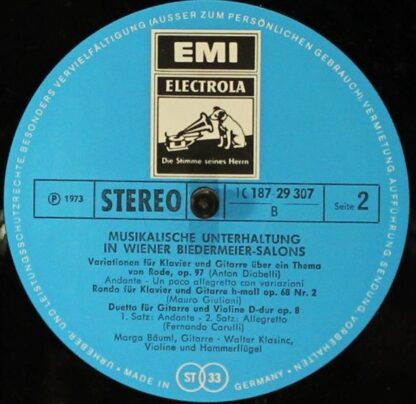 EMI
ELECTROLA
Die Stimme seines Herrn
℗ 1973
STEREO
1C 187-29 307
B
Seite 2
MUSIKALISCHE UNTERHALTUNG
IN WIENER BIEDERMEIER-SALONS
Variationen für Klavier und Gitarre über ein Thema
von Rode, op. 97 (Anton Diabelli)
Andante - Un poco allegretto con variazioni
Rondo für Klavier und Gitarre h-moll op. 68 Nr. 2
(Mauro Giuliani)
Duetto für Gitarre und Violine D-dur op. 8
1. Satz: Andante - 2. Satz: Allegretto
(Fernando Carulli)
Marga Bäuml, Gitarre - Walter Klasinc,
Violine und Hammerflügel
URHEBER- UND LEISTUNGSSCHUTZRECHTE, BESONDERS VERVIELFÄLTIGUNG (AUSSER ZUM PERSÖNLICHEN GEBRAUCH), VERMIETUNG, AUFFÜHRUNG, SENDUNG, VORBEHALTEN
MADE IN GERMANY
ST 33